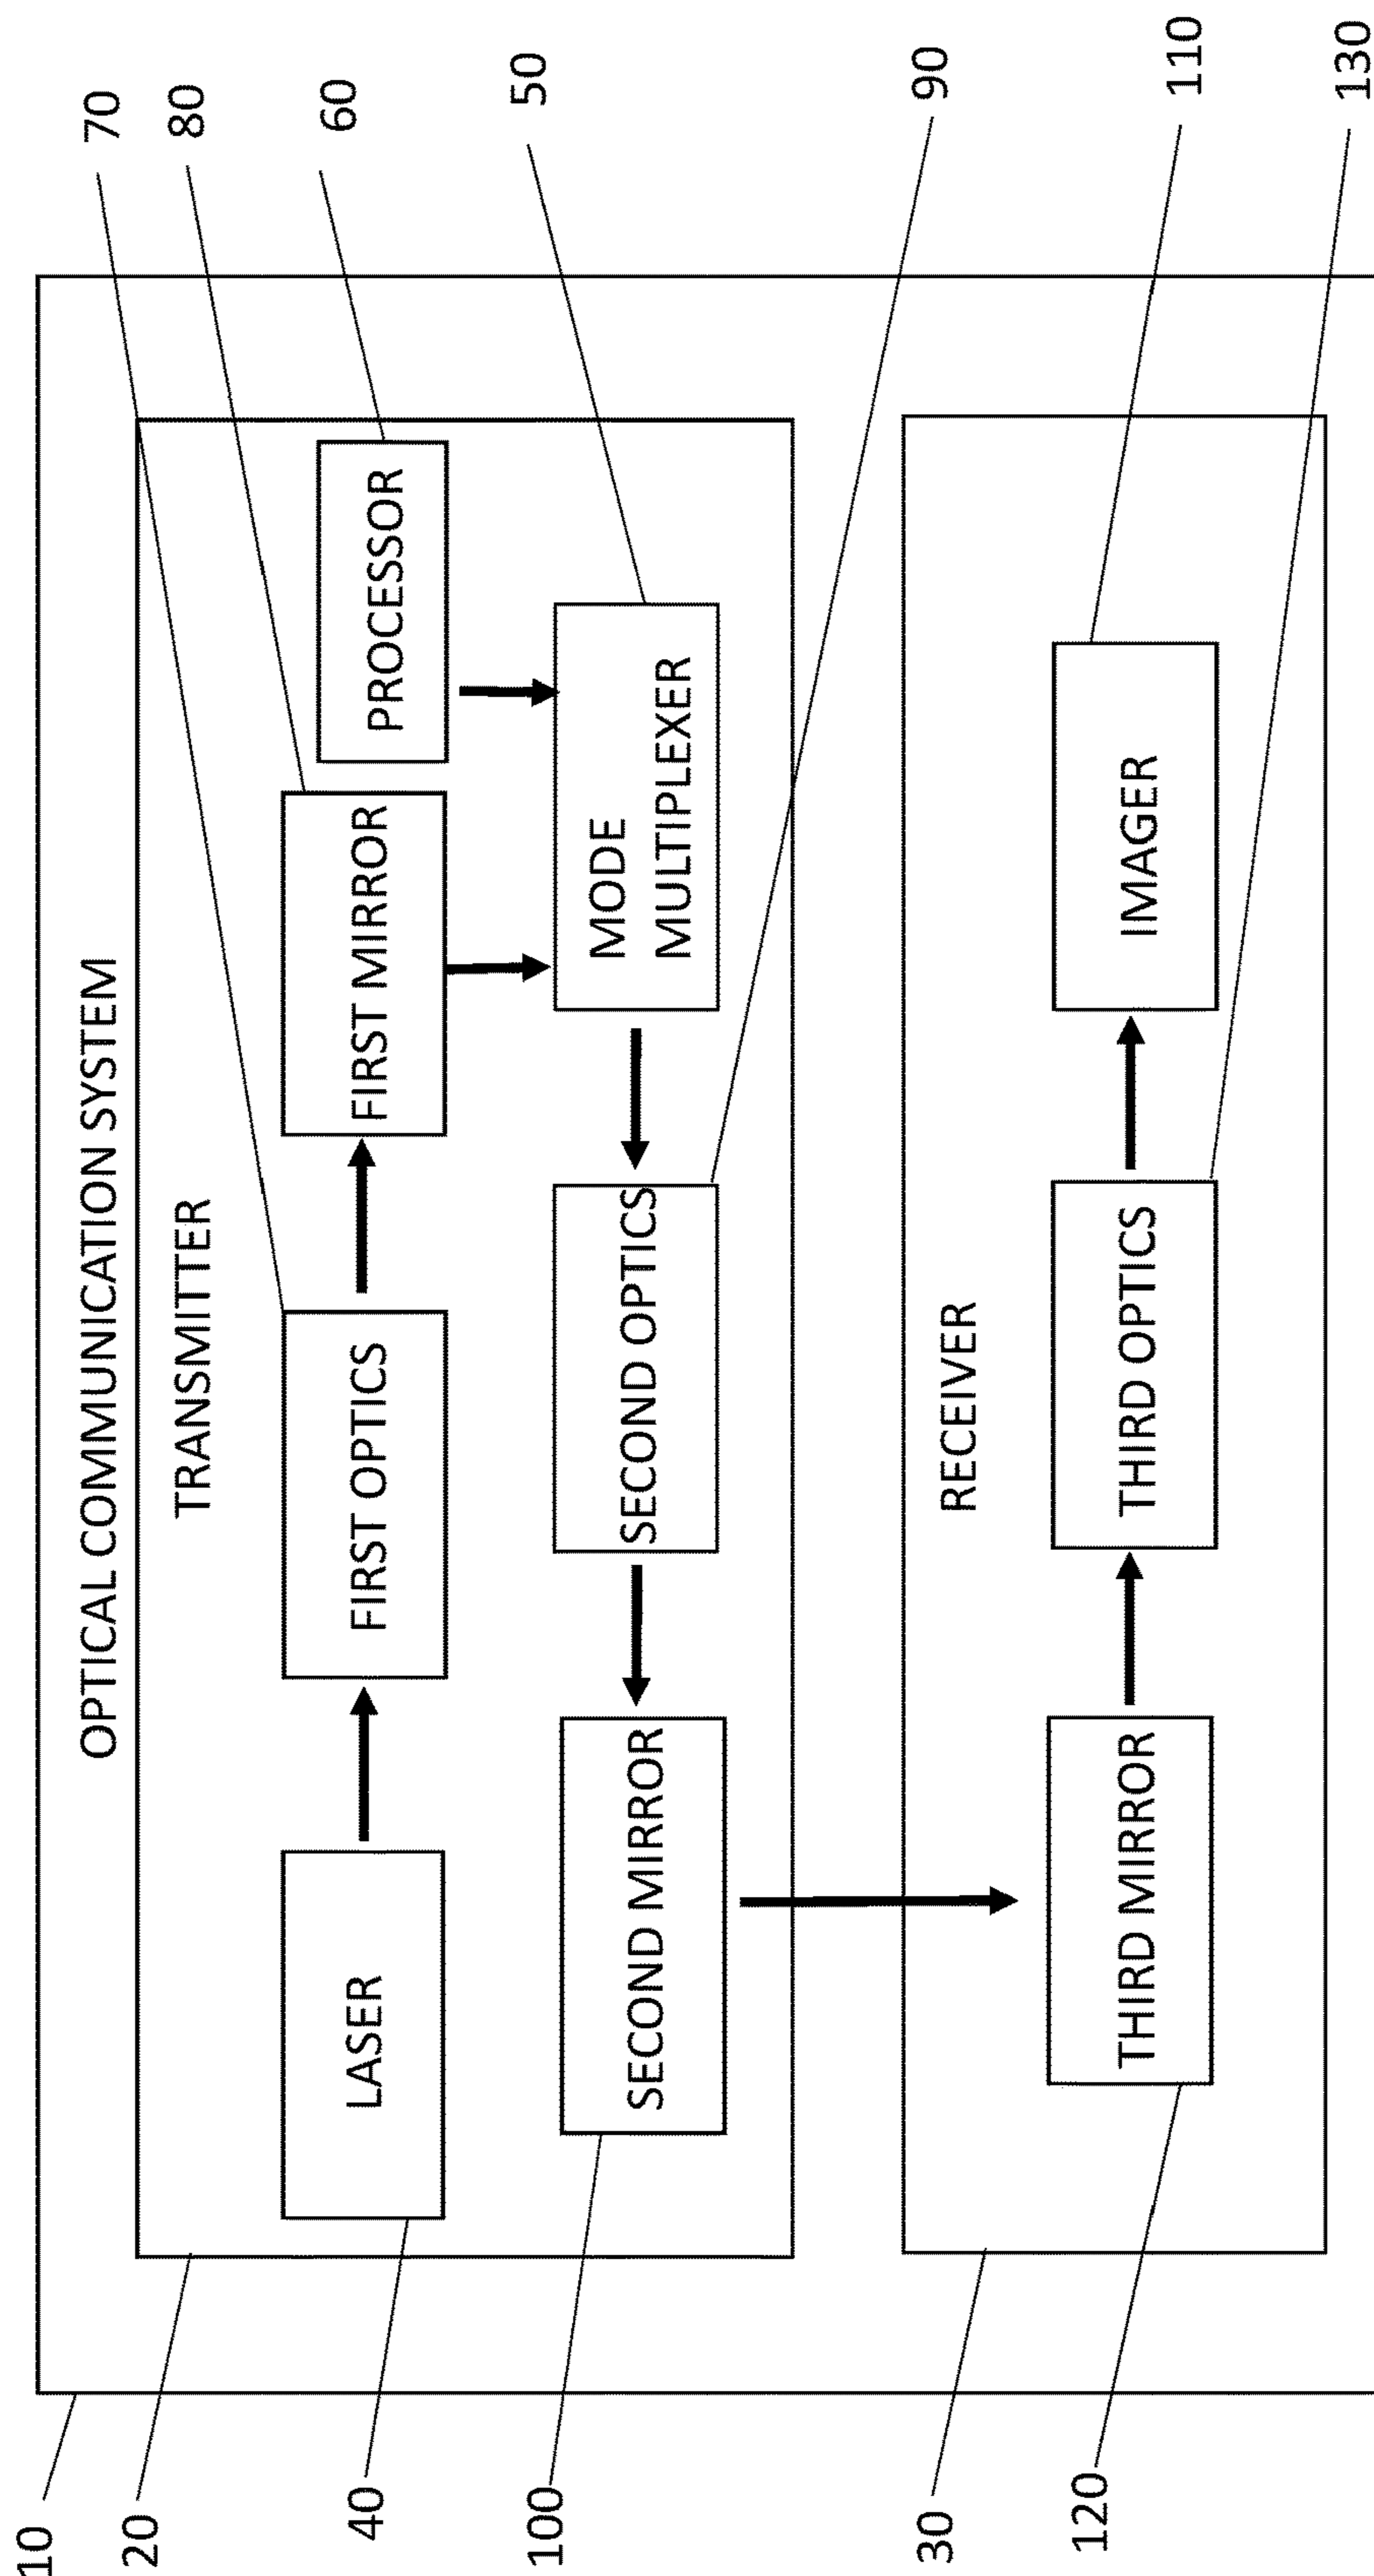 70
80
60
50
90
110
130
OPTICAL COMMUNICATION SYSTEM
TRANSMITTER
LASER
FIRST OPTICS
FIRST MIRROR
PROCESSOR
SECOND MIRROR
SECOND OPTICS
MODE
MULTIPLEXER
RECEIVER
THIRD MIRROR
THIRD OPTICS
IMAGER
10
20
40
100
30
120